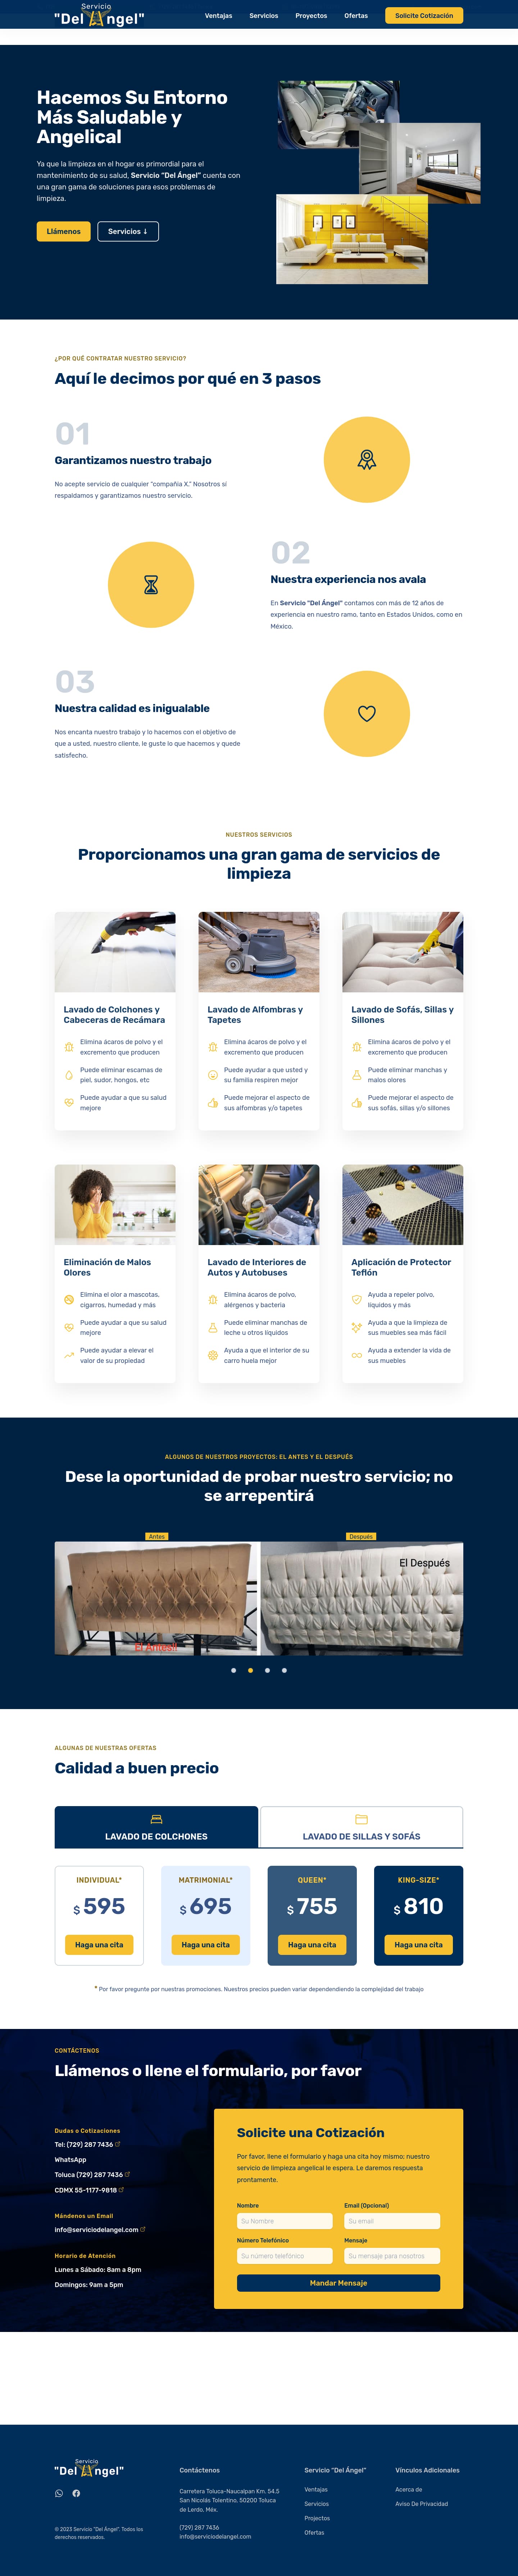 Servicio
"Del Ángel"
Ventajas
Servicios
Proyectos
Ofertas
Solicite Cotización
Hacemos Su Entorno
Más Saludable y
Angelical
Ya que la limpieza en el hogar es primordial para el
mantenimiento de su salud, Servicio "Del Ángel" cuenta con
una gran gama de soluciones para esos problemas de
limpieza.
Llámenos
Servicios ↓
¿POR QUÉ CONTRATAR NUESTRO SERVICIO?
Aquí le decimos por qué en 3 pasos
01
Garantizamos nuestro trabajo
No acepte servicio de cualquier "compañía X." Nosotros sí
respaldamos y garantizamos nuestro servicio.
02
Nuestra experiencia nos avala
En Servicio "Del Ángel" contamos con más de 12 años de
experiencia en nuestro ramo, tanto en Estados Unidos, como en
México.
03
Nuestra calidad es inigualable
Nos encanta nuestro trabajo y lo hacemos con el objetivo de
que a usted, nuestro cliente, le guste lo que hacemos y quede
satisfecho.
NUESTROS SERVICIOS
Proporcionamos una gran gama de servicios de
limpieza
Lavado de Colchones y
Cabeceras de Recámara
Elimina ácaros de polvo y el
excremento que producen
Puede eliminar escamas de
piel, sudor, hongos, etc
Puede ayudar a que su salud
mejore
Lavado de Alfombras y
Tapetes
Elimina ácaros de polvo y el
excremento que producen
Puede ayudar a que usted y
su familia respiren mejor
Puede mejorar el aspecto de
sus alfombras y/o tapetes
Lavado de Sofás, Sillas y
Sillones
Elimina ácaros de polvo y el
excremento que producen
Puede eliminar manchas y
malos olores
Puede mejorar el aspecto de
sus sofás, sillas y/o sillones
Eliminación de Malos
Olores
Elimina el olor a mascotas,
cigarros, humedad y más
Puede ayudar a que su salud
mejore
Puede ayudar a elevar el
valor de su propiedad
Lavado de Interiores de
Autos y Autobuses
Elimina ácaros de polvo,
alérgenos y bacteria
Puede eliminar manchas de
leche u otros líquidos
Ayuda a que el interior de su
carro huela mejor
Aplicación de Protector
Teflón
Ayuda a repeler polvo,
líquidos y más
Ayuda a que la limpieza de
sus muebles sea más fácil
Ayuda a extender la vida de
sus muebles
ALGUNOS DE NUESTROS PROYECTOS: EL ANTES Y EL DESPUÉS
Dese la oportunidad de probar nuestro servicio; no
se arrepentirá
Antes
Después
El Antes!!
El Después
ALGUNAS DE NUESTRAS OFERTAS
Calidad a buen precio
LAVADO DE COLCHONES
LAVADO DE SILLAS Y SOFÁS
INDIVIDUAL*
$ 595
Haga una cita
MATRIMONIAL*
$ 695
Haga una cita
QUEEN*
$ 755
Haga una cita
KING-SIZE*
$ 810
Haga una cita
* Por favor pregunte por nuestras promociones. Nuestros precios pueden variar dependendiendo la complejidad del trabajo
CONTÁCTENOS
Llámenos o llene el formulario, por favor
Dudas o Cotizaciones
Tel: (729) 287 7436
WhatsApp
Toluca (729) 287 7436
CDMX 55-1177-9818
Mándenos un Email
info@serviciodelangel.com
Horario de Atención
Lunes a Sábado: 8am a 8pm
Domingos: 9am a 5pm
Solicite una Cotización
Por favor, llene el formulario y haga una cita hoy mismo: nuestro
servicio de limpieza angelical le espera. Le daremos respuesta
prontamente.
Nombre
Email (Opcional)
Su Nombre
Su email
Número Telefónico
Mensaje
Su número telefónico
Su mensaje para nosotros
Mandar Mensaje
Servicio
"Del Ángel"
© 2023 Servicio "Del Ángel". Todos los
derechos reservados.
Contáctenos
Carretera Toluca-Naucalpan Km, 54.5
San Nicolás Tolentino, 50200 Toluca
de Lerdo, Méx.
(729) 287 7436
info@serviciodelangel.com
Servicio "Del Ángel"
Ventajas
Servicios
Projectos
Ofertas
Vínculos Adicionales
Acerca de
Aviso De Privacidad